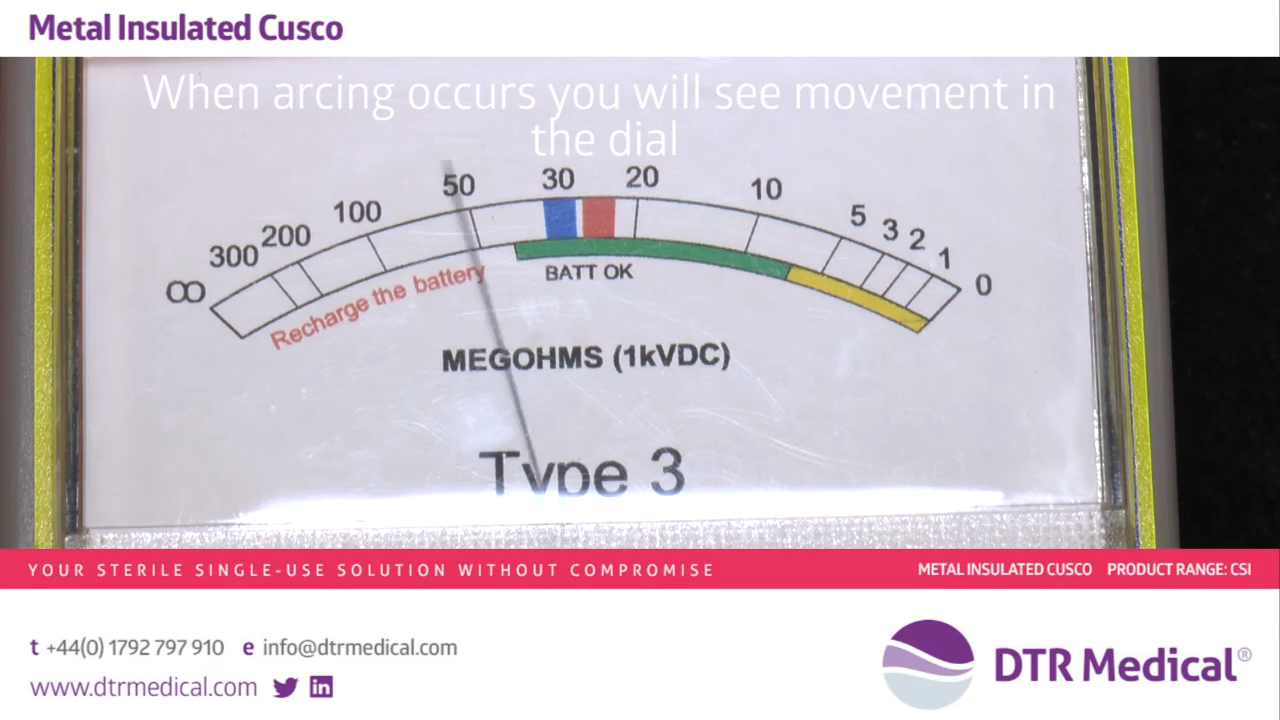 Metal Insulated Cusco
When arcing occurs you will see movement in
the dial
∞ 300 200 100 50 30 20 10 5 3 2 1 0
Recharge the battery
BATT OK
MEGOHMS (1kVDC)
Type 3
YOUR STERILE SINGLE-USE SOLUTION WITHOUT COMPROMISE
METAL INSULATED CUSCO PRODUCT RANGE: CSI
t +44(0) 1792 797 910 e info@dtrmedical.com
www.dtrmedical.com
DTR Medical®